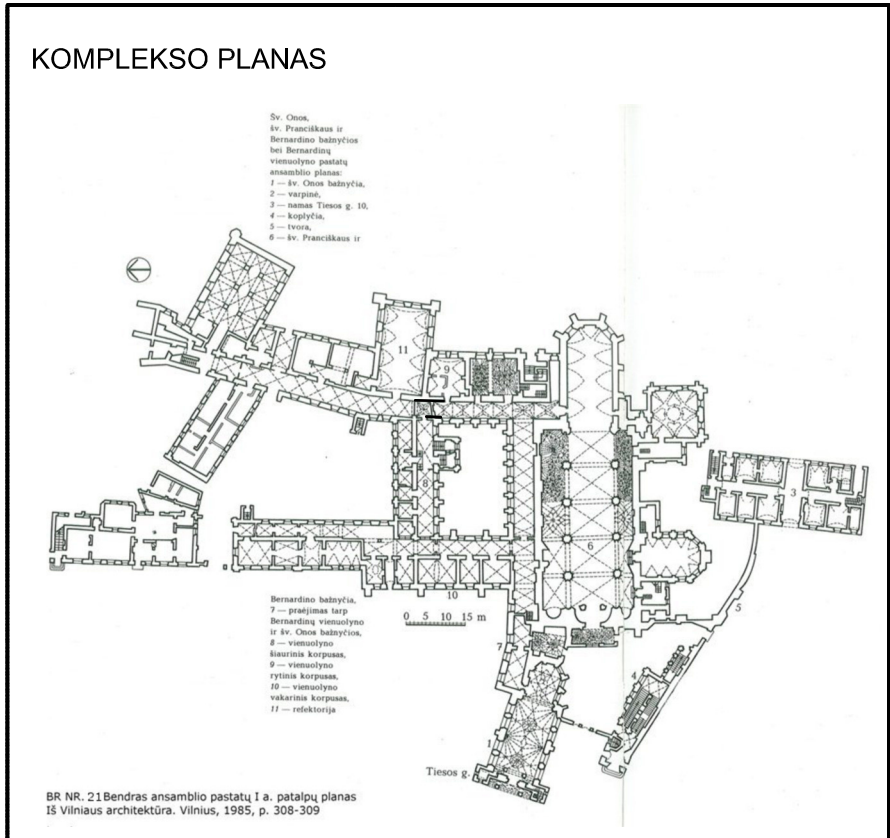 KOMPLEKSO PLANAS
Šv. Onos,
šv. Pranciškaus ir
Bernardino bažnyčios
bei Bernardinų
vienuolyno pastatų
ansamblio planas:
1 — šv. Onos bažnyčia,
2 — varpinė,
3 — namas Tiesos g. 10,
4 — koplyčia,
5 — tvora,
6 — šv. Pranciškaus ir
11
9
8
3
6
10
5
7
4
1
Bernardino bažnyčia,
7 — praėjimas tarp
Bernardinų vienuolyno
ir šv. Onos bažnyčios,
8 — vienuolyno
šiaurinis korpusas,
9 — vienuolyno
rytinis korpusas,
10 — vienuolyno
vakarinis korpusas,
11 — refektorija
0 5 10 15 m
Tiesos g.
BR NR. 21 Bendras ansamblio pastatų I a. patalpų planas
Iš Vilniaus architektūra. Vilnius, 1985, p. 308-309